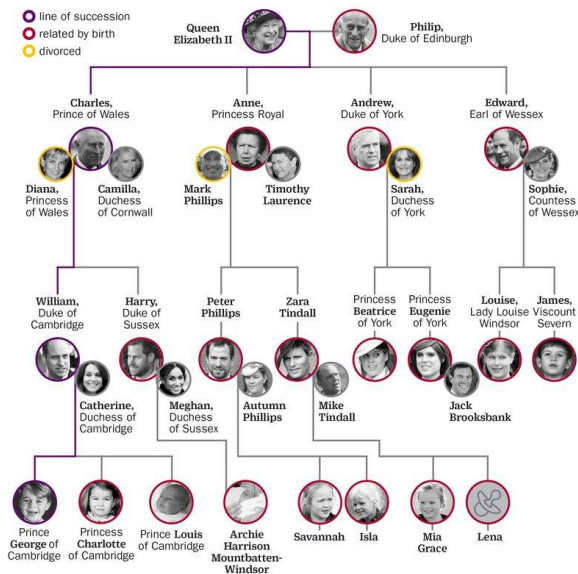 line of succession
related by birth
divorced
Queen
Elizabeth II
Philip,
Duke of Edinburgh
Charles,
Prince of Wales
Anne,
Princess Royal
Andrew,
Duke of York
Edward,
Earl of Wessex
Diana,
Princess
of Wales
Camilla,
Duchess
of Cornwall
Mark
Phillips
Timothy
Laurence
Sarah,
Duchess
of York
Sophie,
Countess
of Wessex
William,
Duke of
Cambridge
Harry,
Duke of
Sussex
Peter
Phillips
Zara
Tindall
Princess
Beatrice
of York
Princess
Eugenie
of York
Louise,
Lady Louise
Windsor
James,
Viscount
Severn
Catherine,
Duchess of
Cambridge
Meghan,
Duchess
of Sussex
Autumn
Phillips
Mike
Tindall
Jack
Brooksbank
Prince
George of
Cambridge
Princess
Charlotte
of Cambridge
Prince Louis
of Cambridge
Archie
Harrison
Mountbatten-
Windsor
Savannah
Isla
Mia
Grace
Lena